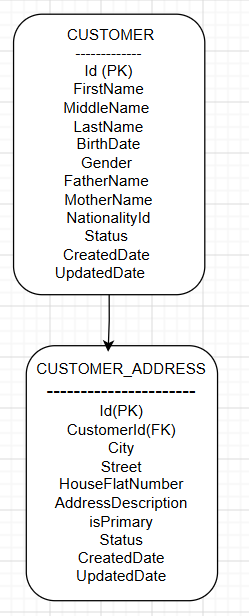 CUSTOMER
-------------
Id (PK)
FirstName
MiddleName
LastName
BirthDate
Gender
FatherName
MotherName
NationalityId
Status
CreatedDate
UpdatedDate
CUSTOMER_ADDRESS
-----------------------
Id(PK)
CustomerId(FK)
City
Street
HouseFlatNumber
AddressDescription
isPrimary
Status
CreatedDate
UpdatedDate